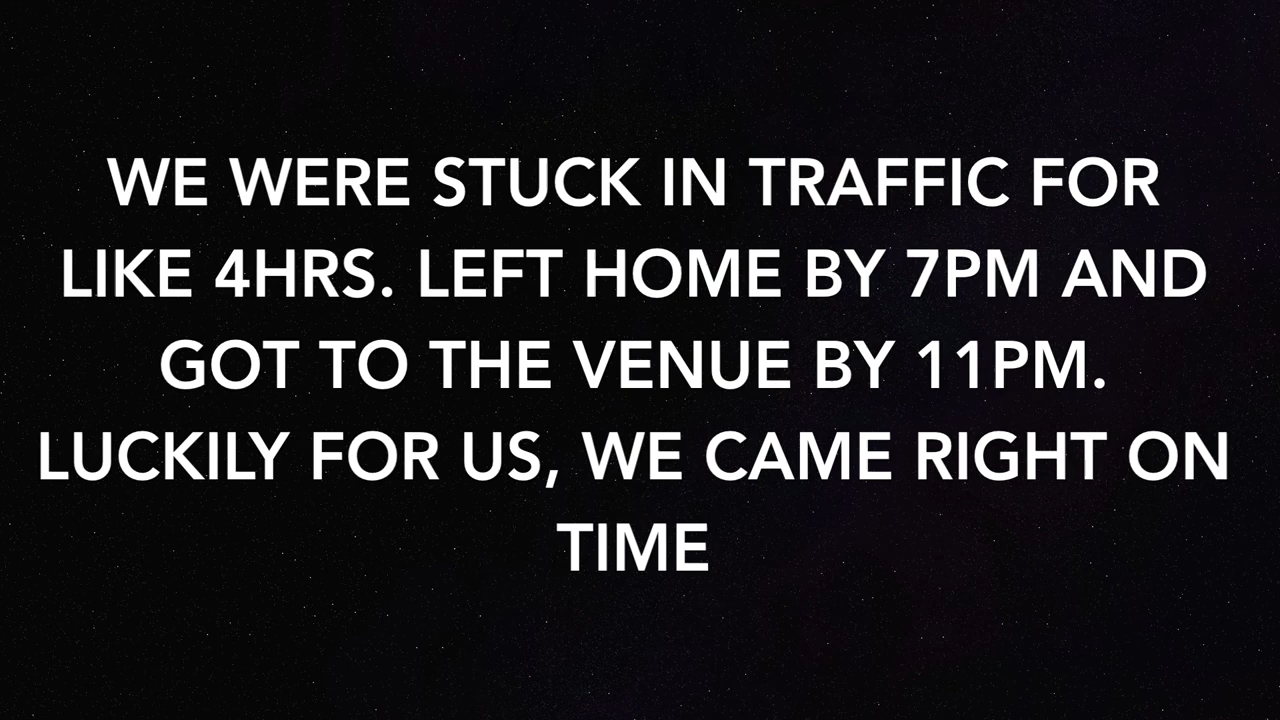 WE WERE STUCK IN TRAFFIC FOR
LIKE 4HRS. LEFT HOME BY 7PM AND
GOT TO THE VENUE BY 11PM.
LUCKILY FOR US, WE CAME RIGHT ON
TIME